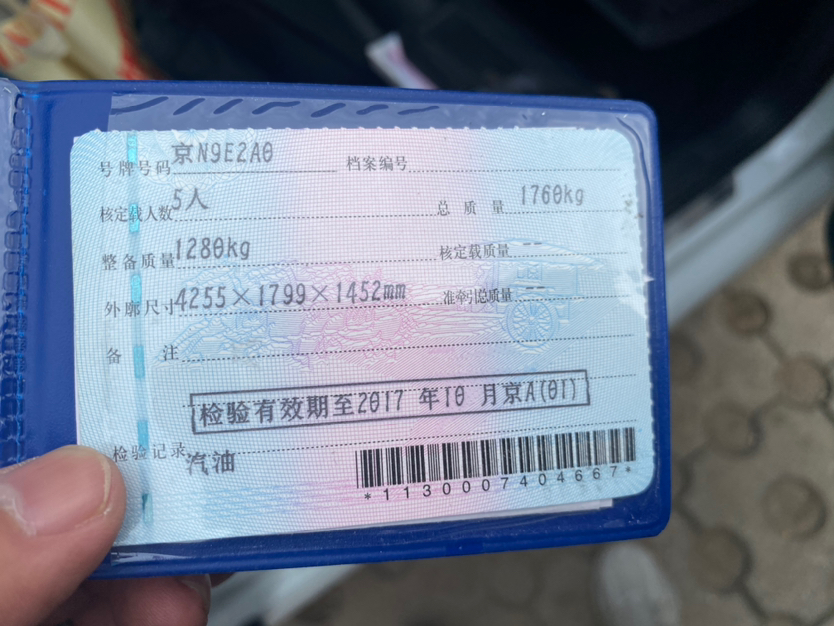 号牌号码 京N9E2A0 档案编号
核定载人数 5人 总质量 1760kg
整备质量 1280kg 核定载质量
外廓尺寸 4255×1799×1452mm 准牵引总质量
备注
检验有效期至2017年10月京A(01)
检验记录 汽油
*1130007404667*